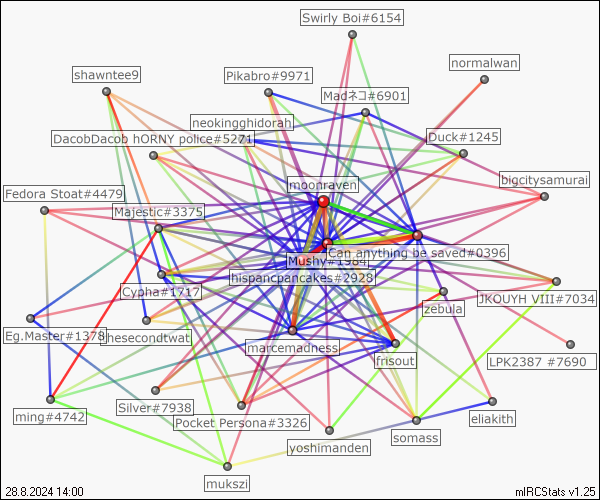 Swirly Boi#6154
normalwan
shawntee9
Pikabro#9971
Madネコ#6901
neokingghidorah
DacobDacob hORNY police#5271
Duck#1245
moonraven
bigcitysamurai
Fedora Stoat#4479
Majestic#3375
Can anything be saved#0396
Mushy#1984
hispancpancakes#2928
Cypha#1717
JKOUYH VIII#7034
zebula
Eg.Master#1378
thesecondtwat
marcemadness
frisout
LPK2387 #7690
ming#4742
Silver#7938
Pocket Persona#3326
eliakith
somass
yoshimanden
mukszi
28.8.2024 14:00
mIRCStats v1.25